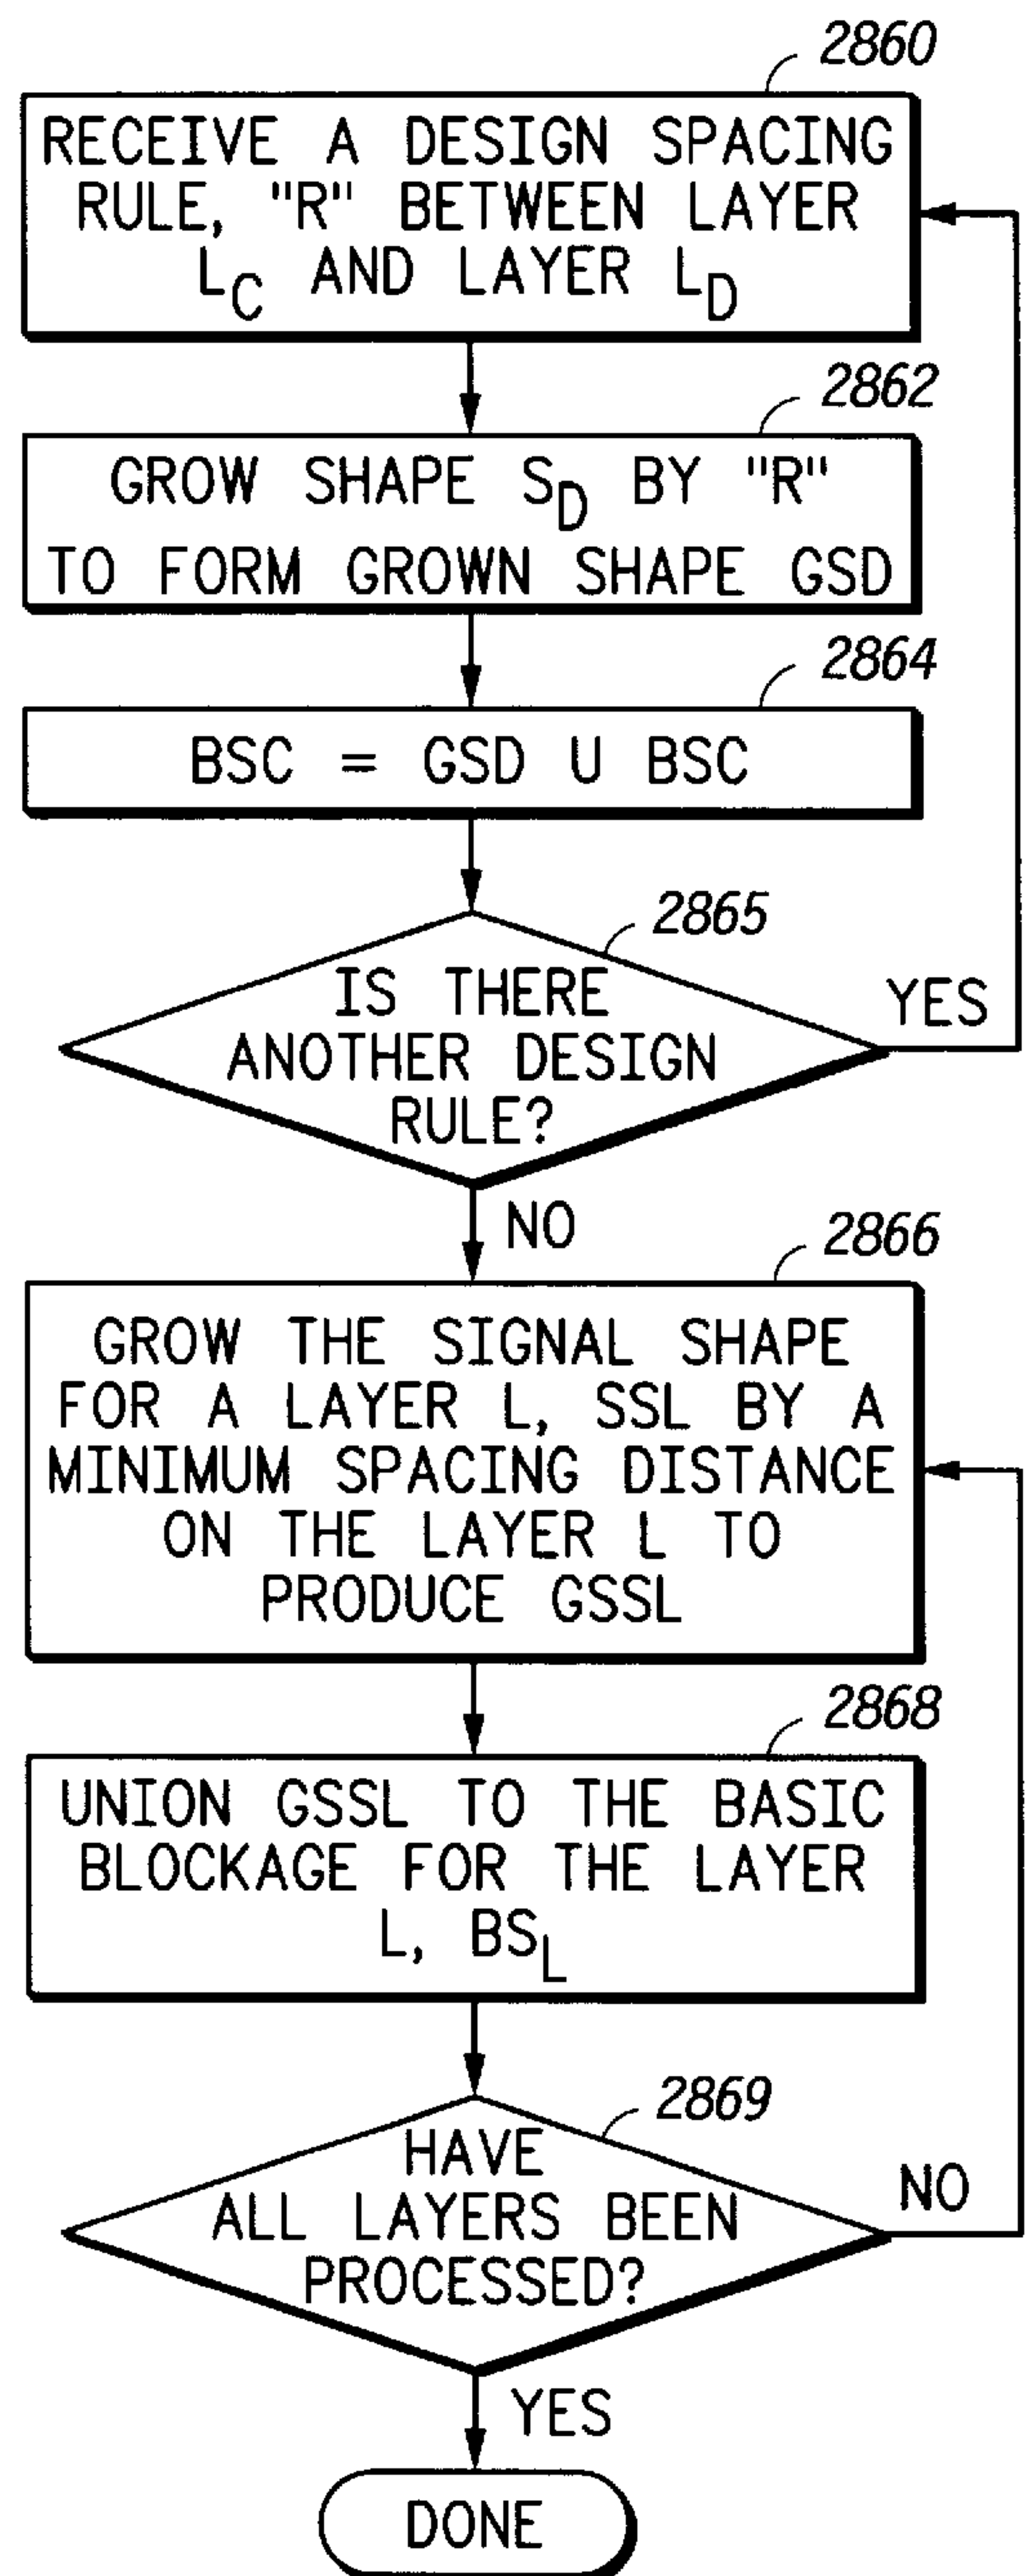 2860
RECEIVE A DESIGN SPACING
RULE, "R" BETWEEN LAYER
LC AND LAYER LD
2862
GROW SHAPE SD BY "R"
TO FORM GROWN SHAPE GSD
2864
BSC = GSD U BSC
2865
IS THERE
ANOTHER DESIGN
RULE?
YES
NO
2866
GROW THE SIGNAL SHAPE
FOR A LAYER L, SSL BY A
MINIMUM SPACING DISTANCE
ON THE LAYER L TO
PRODUCE GSSL
2868
UNION GSSL TO THE BASIC
BLOCKAGE FOR THE LAYER
L, BSL
2869
HAVE
ALL LAYERS BEEN
PROCESSED?
NO
YES
DONE